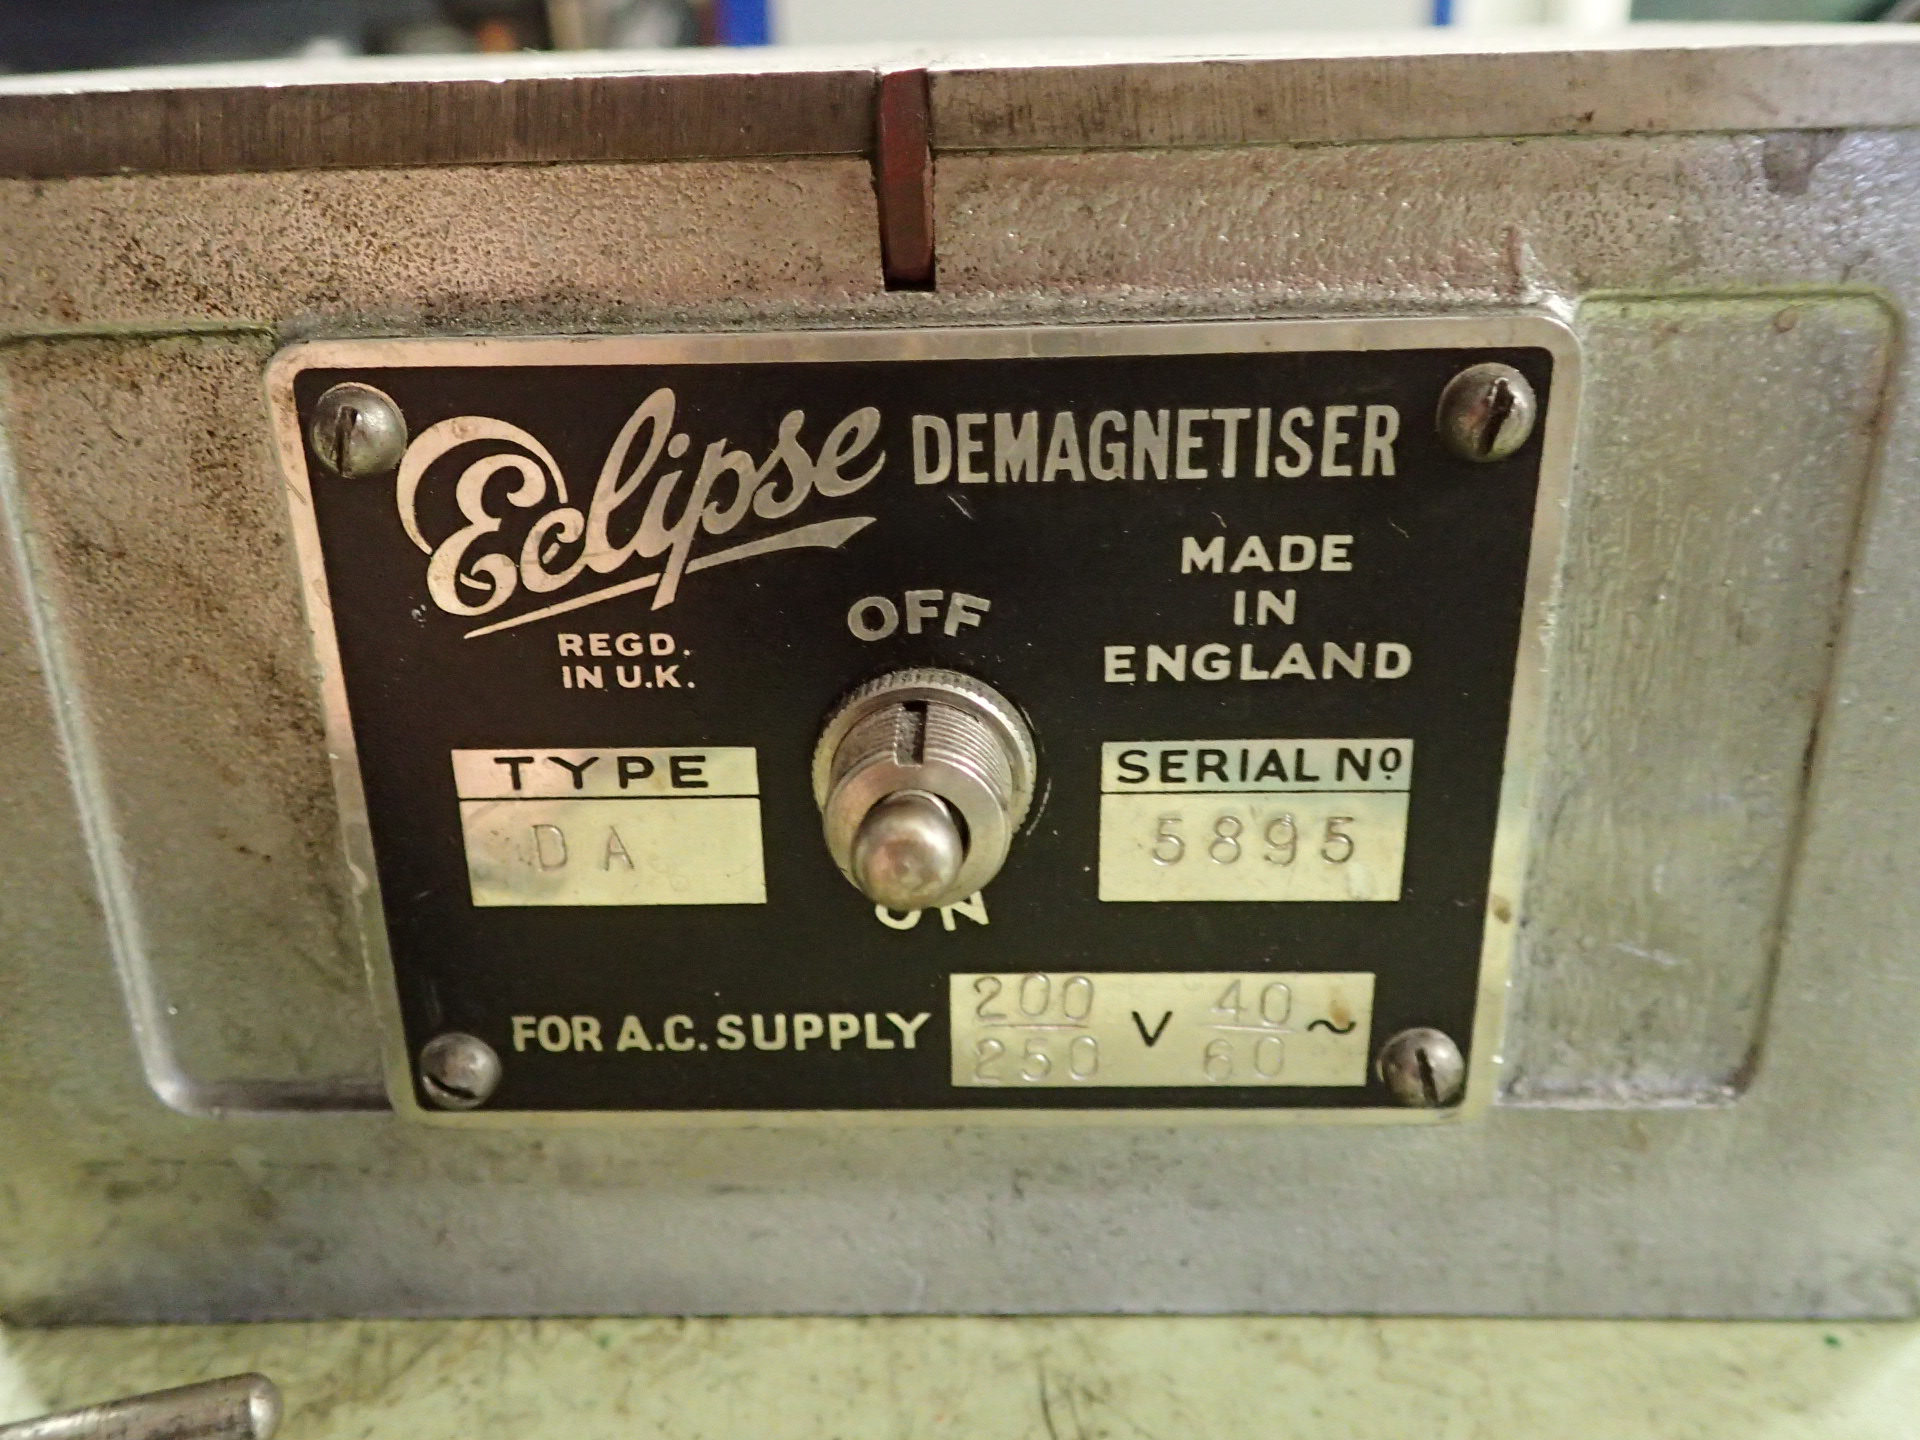 Eclipse DEMAGNETISER
REGD.
IN U.K.
OFF
MADE
IN
ENGLAND
TYPE
DA
SERIAL Nº
5895
ON
FOR A.C. SUPPLY 200/250 V 40/60 ~